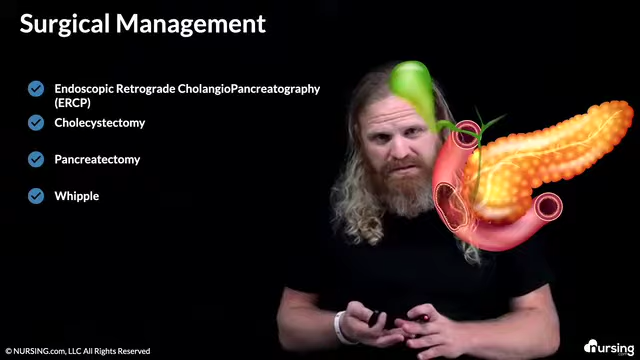 Surgical Management
Endoscopic Retrograde CholangioPancreatography
(ERCP)
Cholecystectomy
Pancreatectomy
Whipple
© NURSING.com, LLC All Rights Reserved
nursing